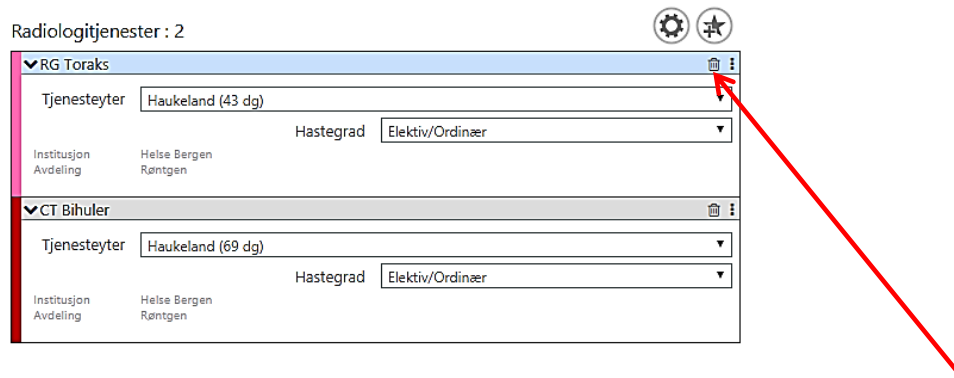 Radiologitjenester : 2
RG Toraks
Tjenesteyter Haukeland (43 dg)
Hastegrad Elektiv/Ordinær
Institusjon Helse Bergen
Avdeling Røntgen
CT Bihuler
Tjenesteyter Haukeland (69 dg)
Hastegrad Elektiv/Ordinær
Institusjon Helse Bergen
Avdeling Røntgen